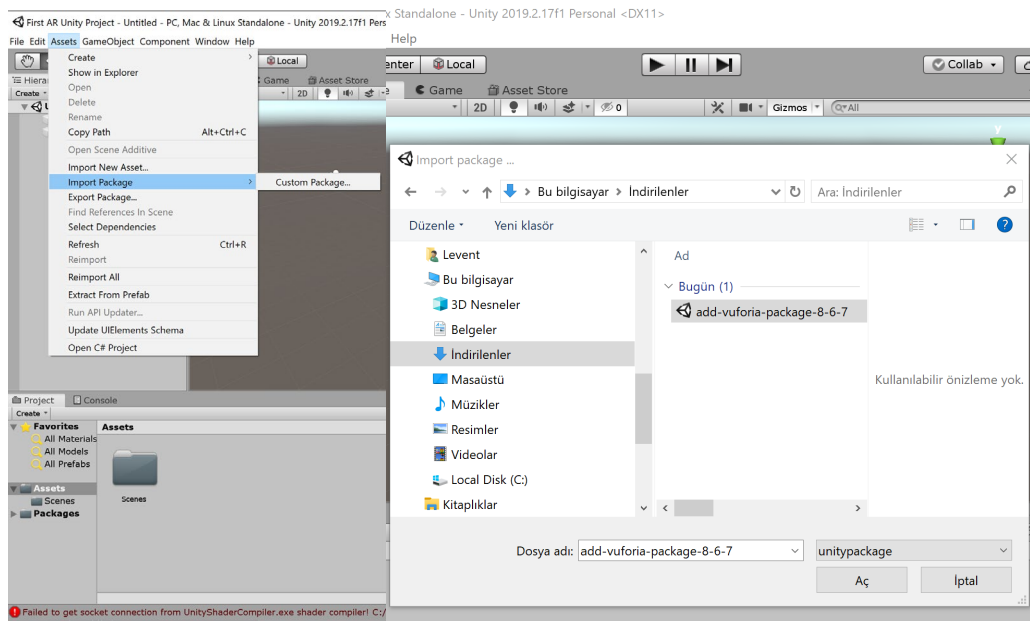 First AR Unity Project - Untitled - PC, Mac & Linux Standalone - Unity 2019.2.17f1 Pers
File Edit Assets GameObject Component Window Help
Local
Hierar
Create
Game
Asset Store
2D
Create
Show in Explorer
Open
Delete
Rename
Copy Path Alt+Ctrl+C
Open Scene Additive
Import New Asset...
Import Package
Custom Package...
Export Package...
Find References In Scene
Select Dependencies
Refresh Ctrl+R
Reimport
Reimport All
Extract From Prefab
Run API Updater...
Update UIElements Schema
Open C# Project
Project Console
Create
Favorites
All Materials
All Models
All Prefabs
Assets
Scenes
Packages
Assets
Scenes
Failed to get socket connection from UnityShaderCompiler.exe shader compiler! C:/
x Standalone - Unity 2019.2.17f1 Personal <DX11>
Help
enter Local
Collab
Game Asset Store
2D 0 Gizmos All
y
Import package ...
Bu bilgisayar > İndirilenler
Ara: İndirilenler
Düzenle Yeni klasör
Levent
Bu bilgisayar
3D Nesneler
Belgeler
İndirilenler
Masaüstü
Müzikler
Resimler
Videolar
Local Disk (C:)
Kitaplıklar
Ad
Bugün (1)
add-vuforia-package-8-6-7
Kullanılabilir önizleme yok.
Dosya adı: add-vuforia-package-8-6-7
unitypackage
Aç İptal